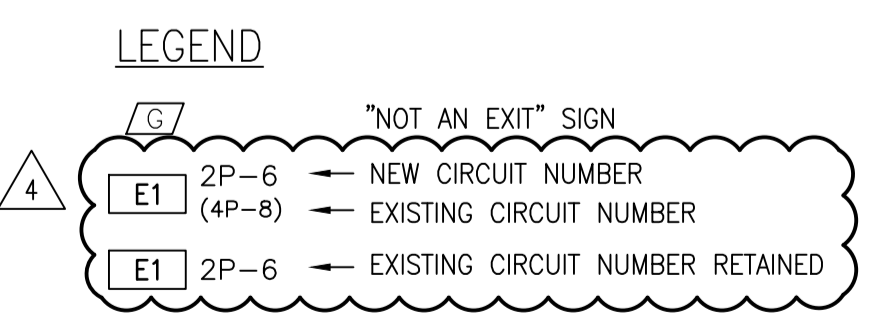 LEGEND
G "NOT AN EXIT" SIGN
4
E1 2P-6 NEW CIRCUIT NUMBER
(4P-8) EXISTING CIRCUIT NUMBER
E1 2P-6 EXISTING CIRCUIT NUMBER RETAINED